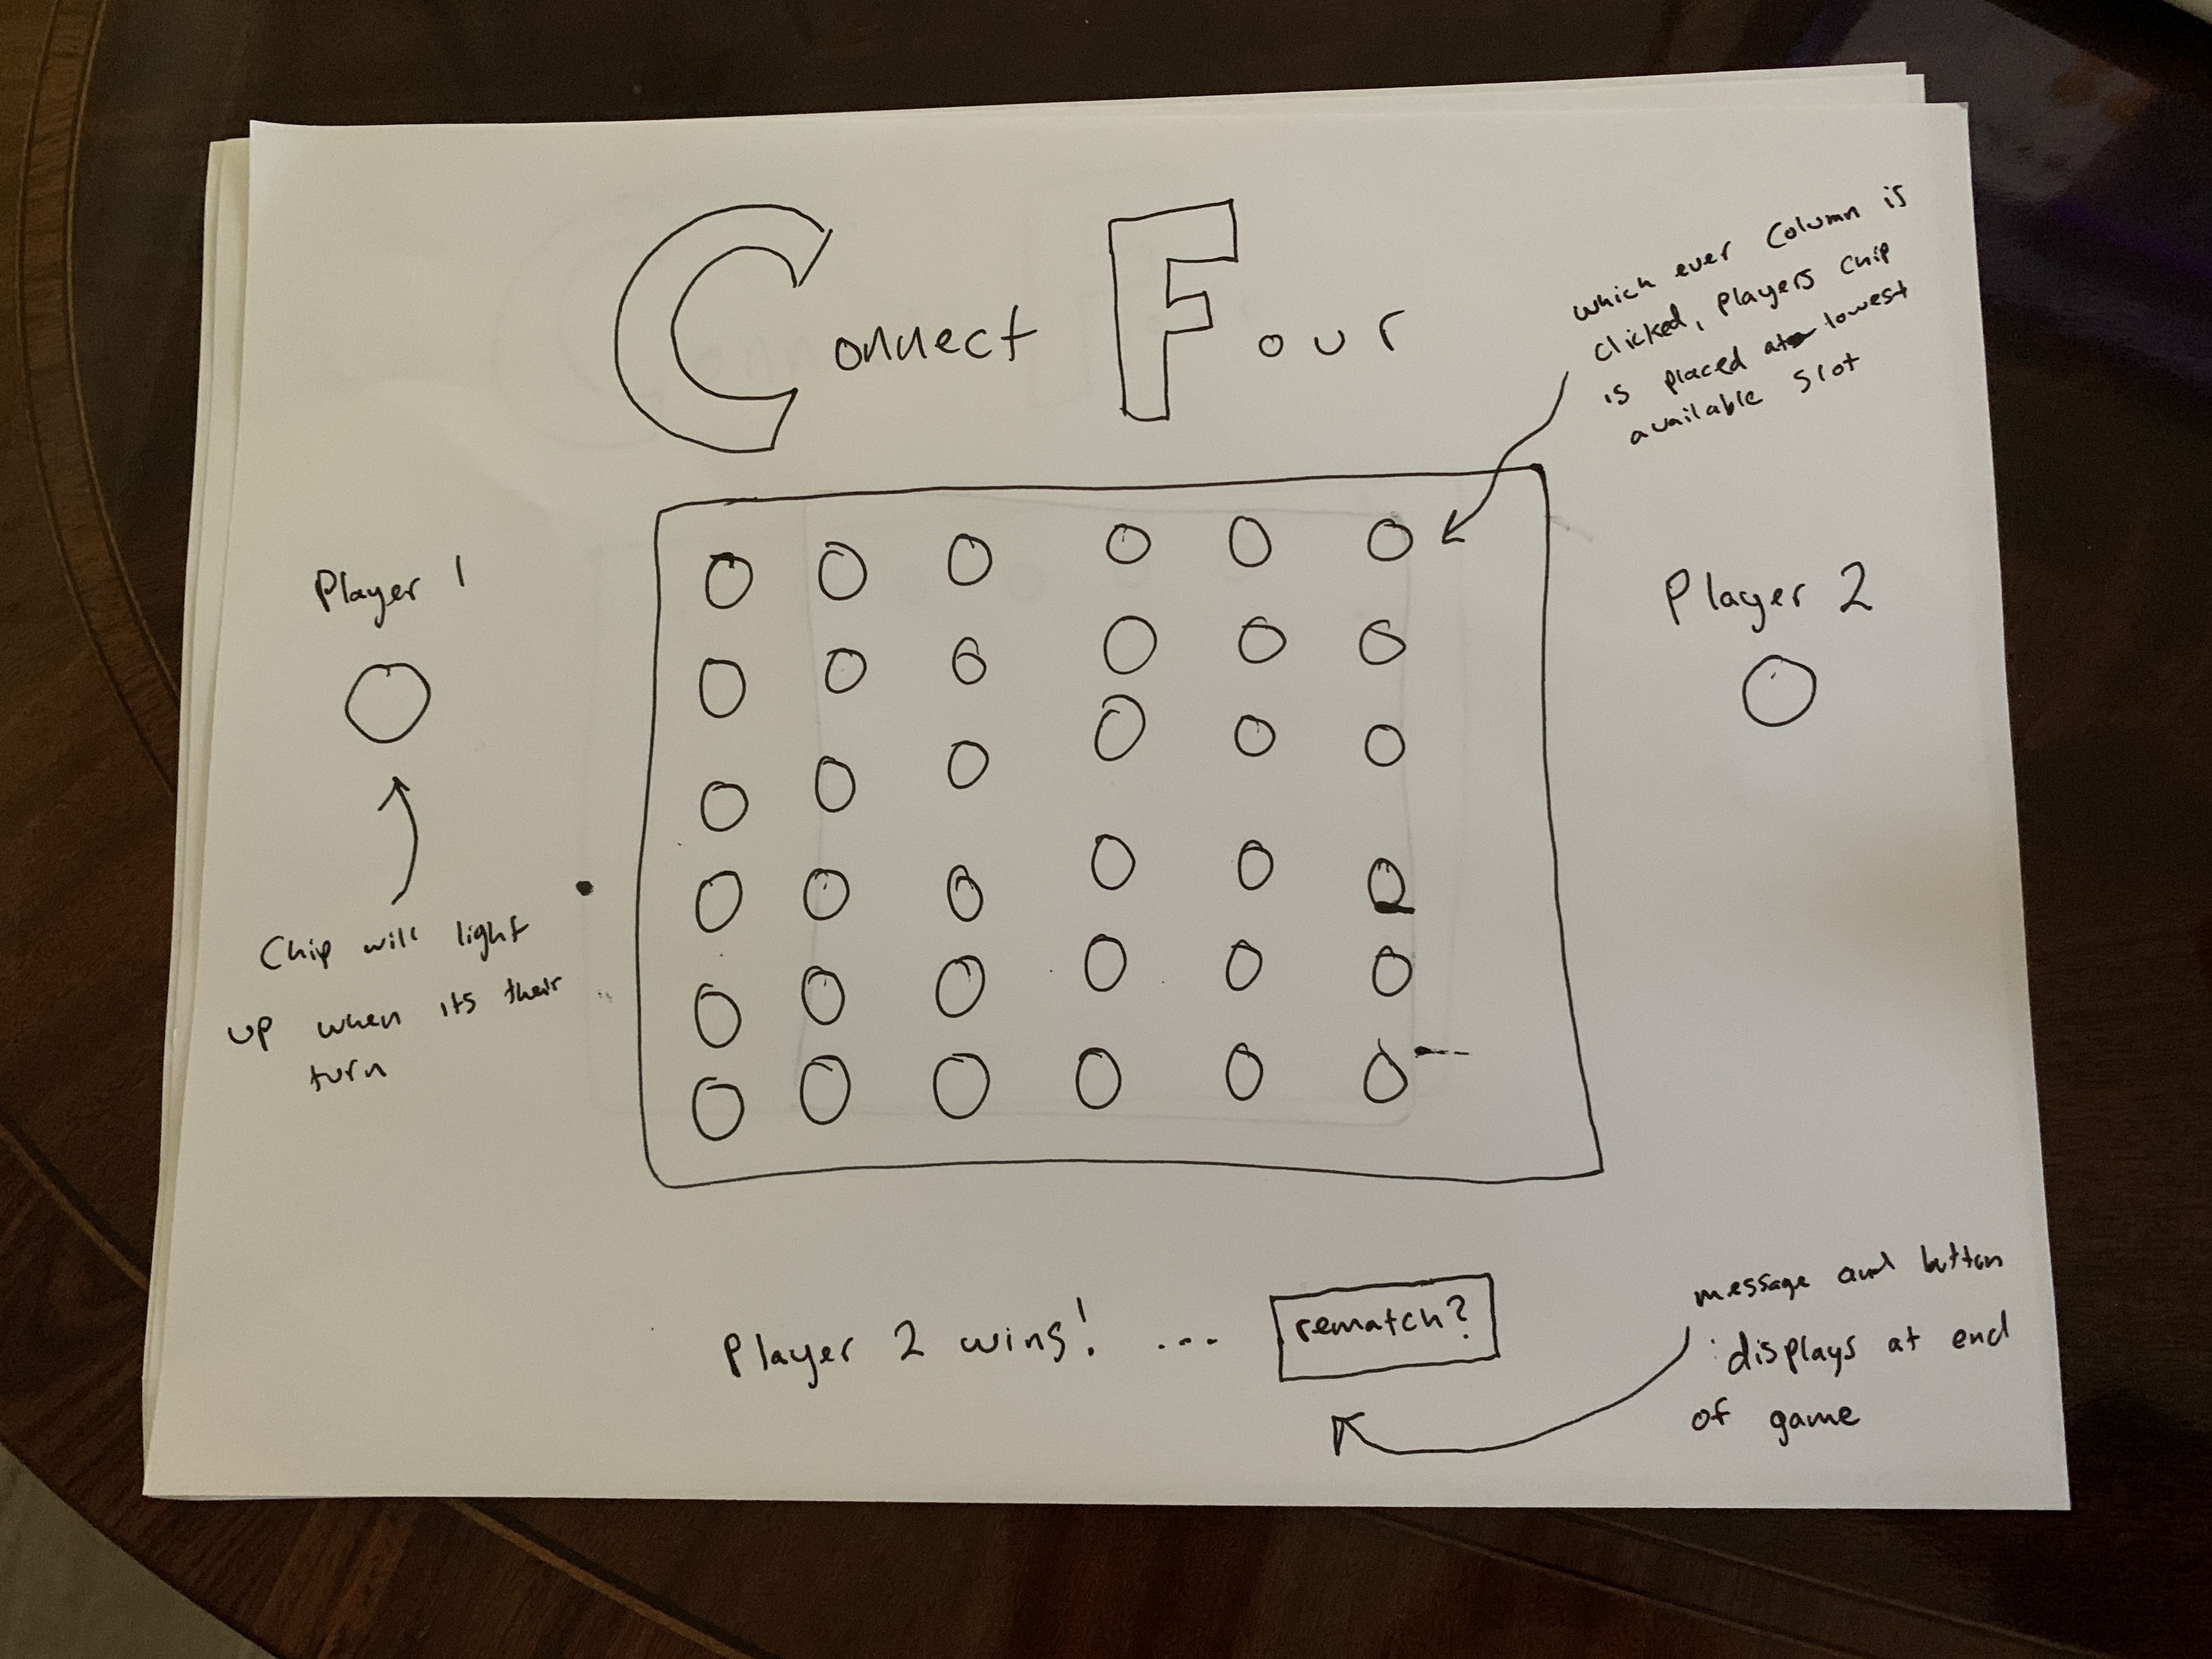 Connect Four
which ever column is
clicked, players chip
is placed at lowest
available slot
Player 1
Player 2
Chip will light
up when its their
turn
Player 2 wins! ... rematch?
message and button
displays at end
of game